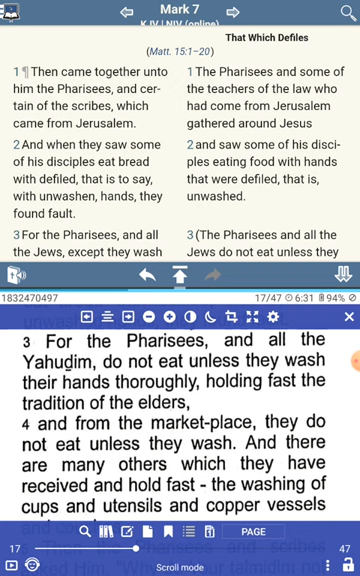 Mark 7
KJV | NIV (online)
That Which Defiles
(Matt. 15:1–20)
1 ¶ Then came together unto
him the Pharisees, and cer-
tain of the scribes, which
came from Jerusalem.
2 And when they saw some
of his disciples eat bread
with defiled, that is to say,
with unwashen, hands, they
found fault.
3 For the Pharisees, and all
the Jews, except they wash
1 The Pharisees and some of
the teachers of the law who
had come from Jerusalem
gathered around Jesus
2 and saw some of his disci-
ples eating food with hands
that were defiled, that is,
unwashed.
3 (The Pharisees and all the
Jews do not eat unless they
1832470497 17/47 6:31 94%
3 For the Pharisees, and all the
Yahuḏim, do not eat unless they wash
their hands thoroughly, holding fast the
tradition of the elders,
4 and from the market-place, they do
not eat unless they wash. And there
are many others which they have
received and hold fast - the washing of
cups and utensils and copper vessels
PAGE
17 47
Scroll mode